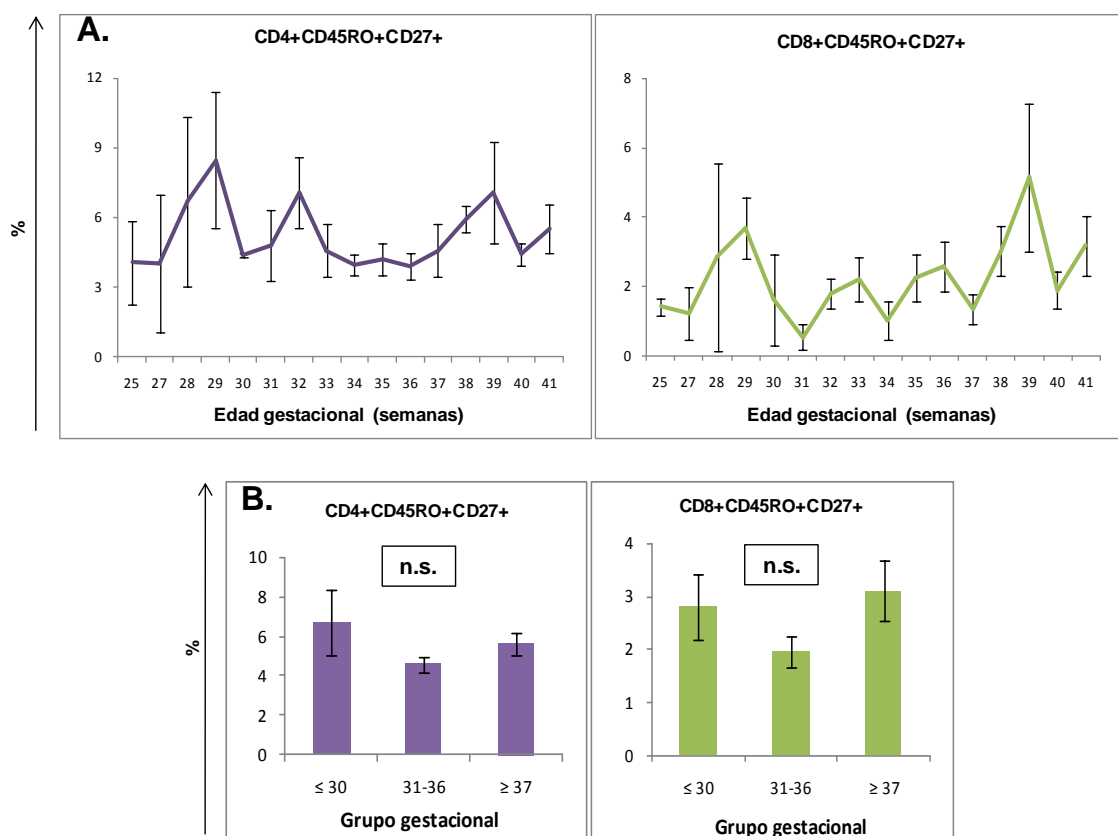 A.
CD4+CD45RO+CD27+
%
12
9
6
3
0
25 27 28 29 30 31 32 33 34 35 36 37 38 39 40 41
Edad gestacional (semanas)
CD8+CD45RO+CD27+
8
6
4
2
0
25 27 28 29 30 31 32 33 34 35 36 37 38 39 40 41
Edad gestacional (semanas)
B.
CD4+CD45RO+CD27+
n.s.
%
10
8
6
4
2
0
≤ 30 31-36 ≥ 37
Grupo gestacional
CD8+CD45RO+CD27+
n.s.
4
3
2
1
0
≤ 30 31-36 ≥ 37
Grupo gestacional